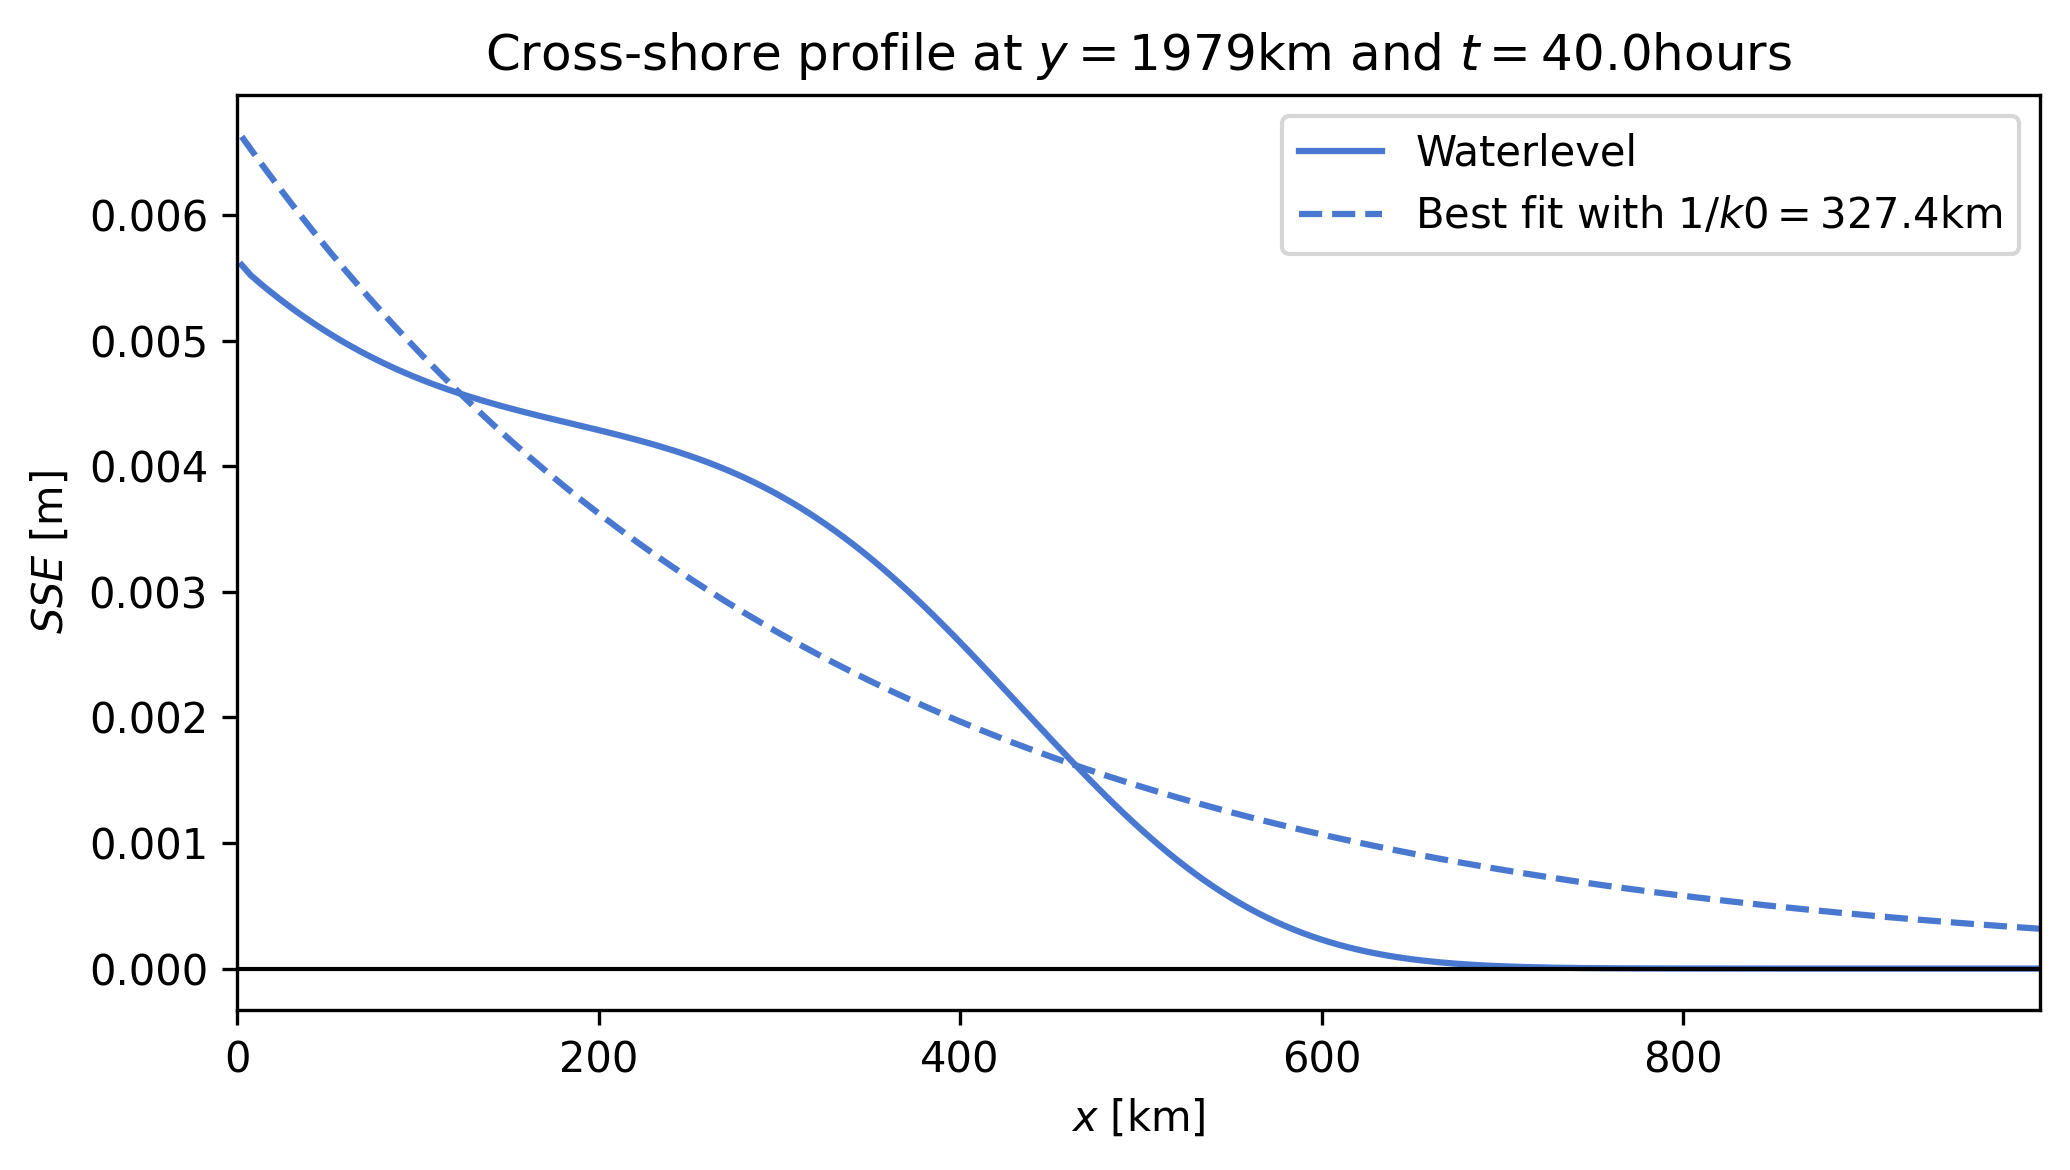 Cross-shore profile at y = 1979km and t = 40.0hours
Waterlevel
Best fit with 1/k0 = 327.4km
SSE [m]
0.006
0.005
0.004
0.003
0.002
0.001
0.000
0 200 400 600 800
x [km]